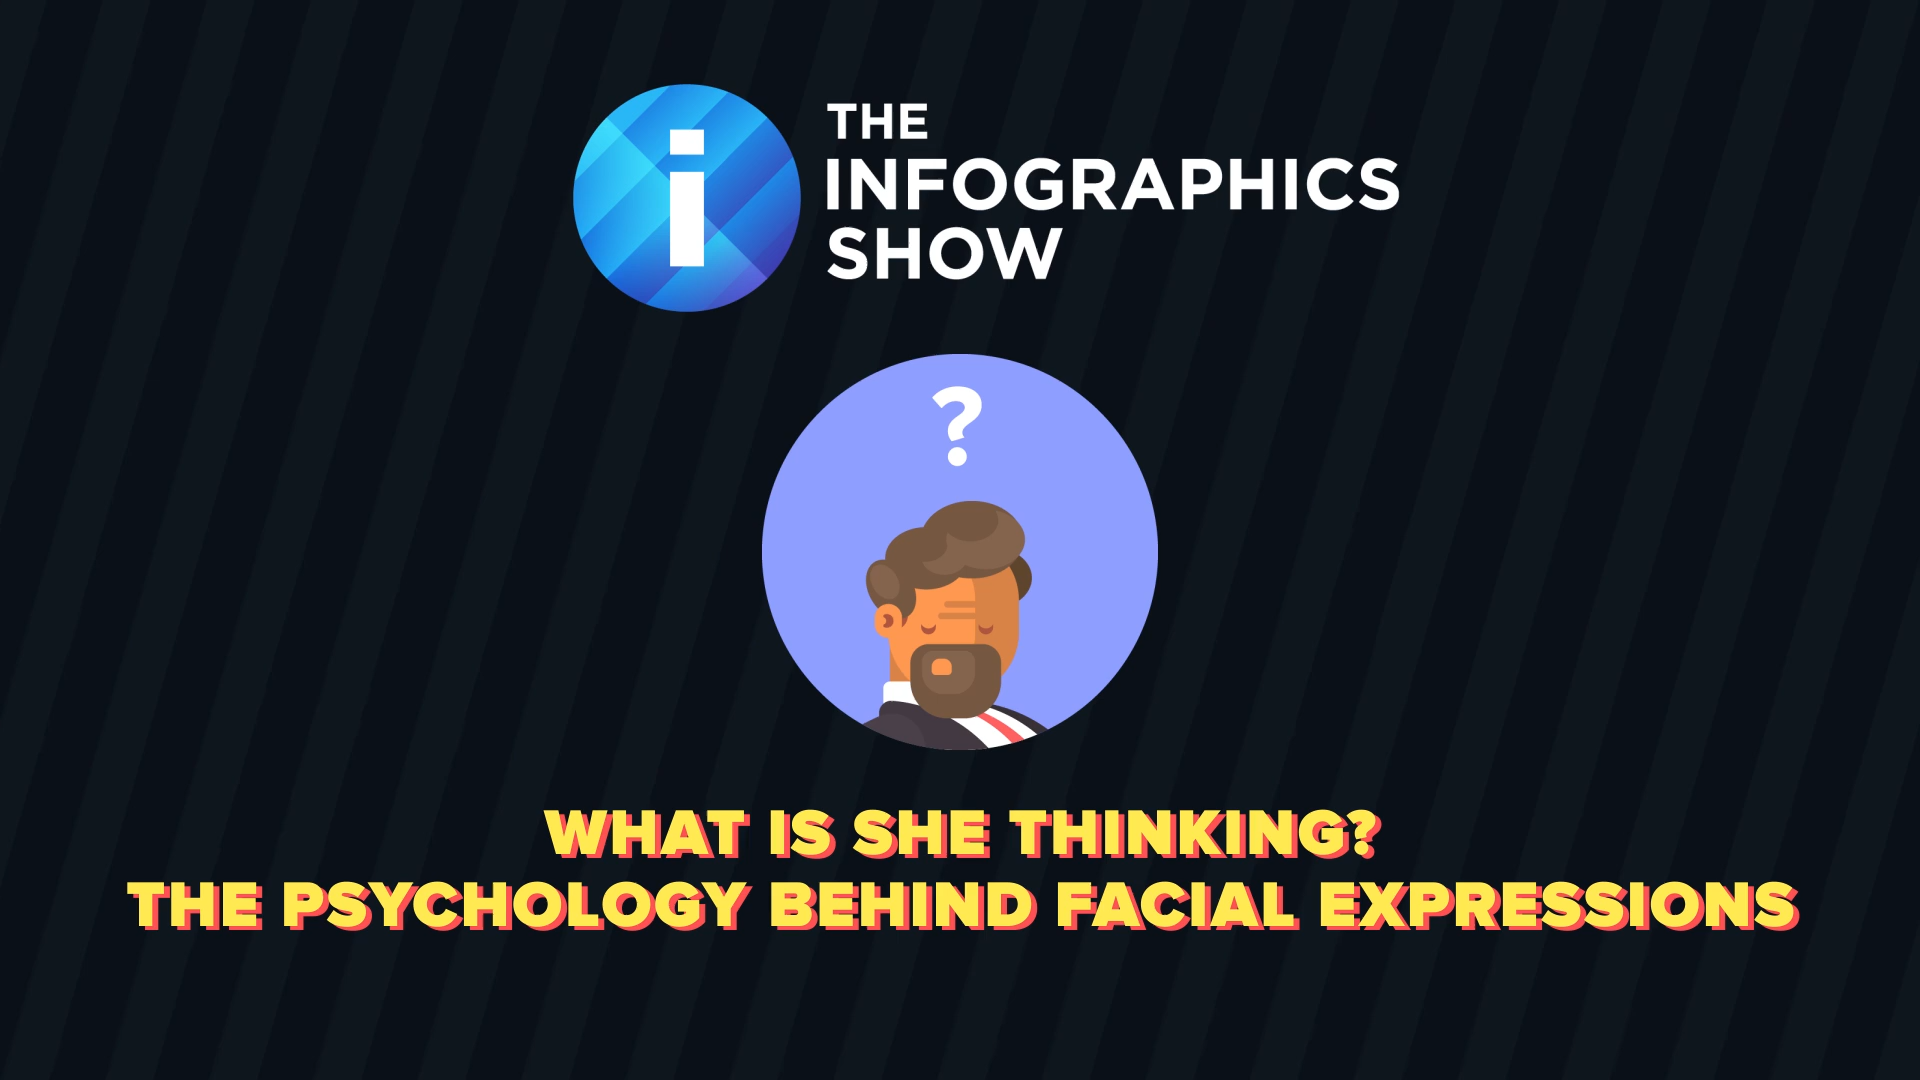 i
THE
INFOGRAPHICS
SHOW
?
WHAT IS SHE THINKING?
THE PSYCHOLOGY BEHIND FACIAL EXPRESSIONS